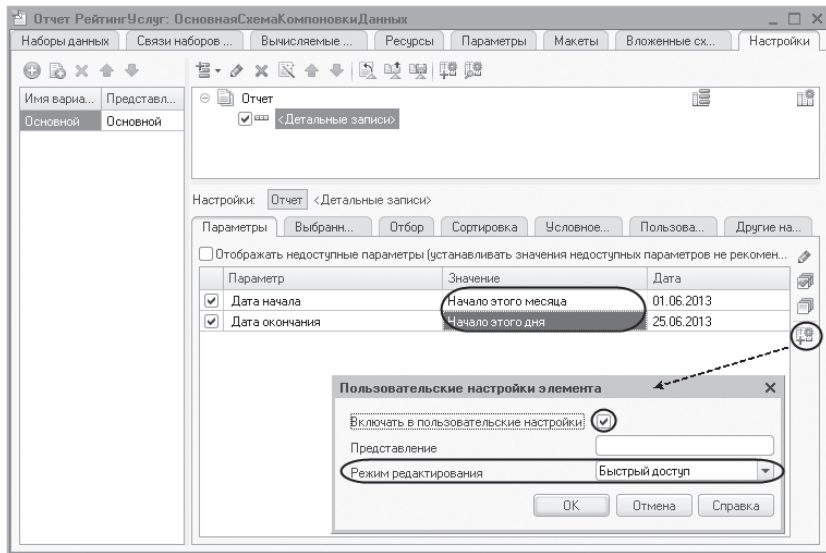 Отчет РейтингУслуг: ОсновнаяСхемаКомпоновкиДанных
Наборы данных Связи наборов ... Вычисляемые ... Ресурсы Параметры Макеты Вложенные сх... Настройки
Имя вариа... Представл...
Основной Основной
Отчет
<Детальные записи>
Настройки: Отчет <Детальные записи>
Параметры Выбранн... Отбор Сортировка Условное... Пользова... Другие на...
Отображать недоступные параметры (устанавливать значения недоступных параметров не рекомен...
Параметр Значение Дата
Дата начала Начало этого месяца 01.06.2013
Дата окончания Начало этого дня 25.06.2013
Пользовательские настройки элемента
Включать в пользовательские настройки
Представление
Режим редактирования Быстрый доступ
OK Отмена Справка